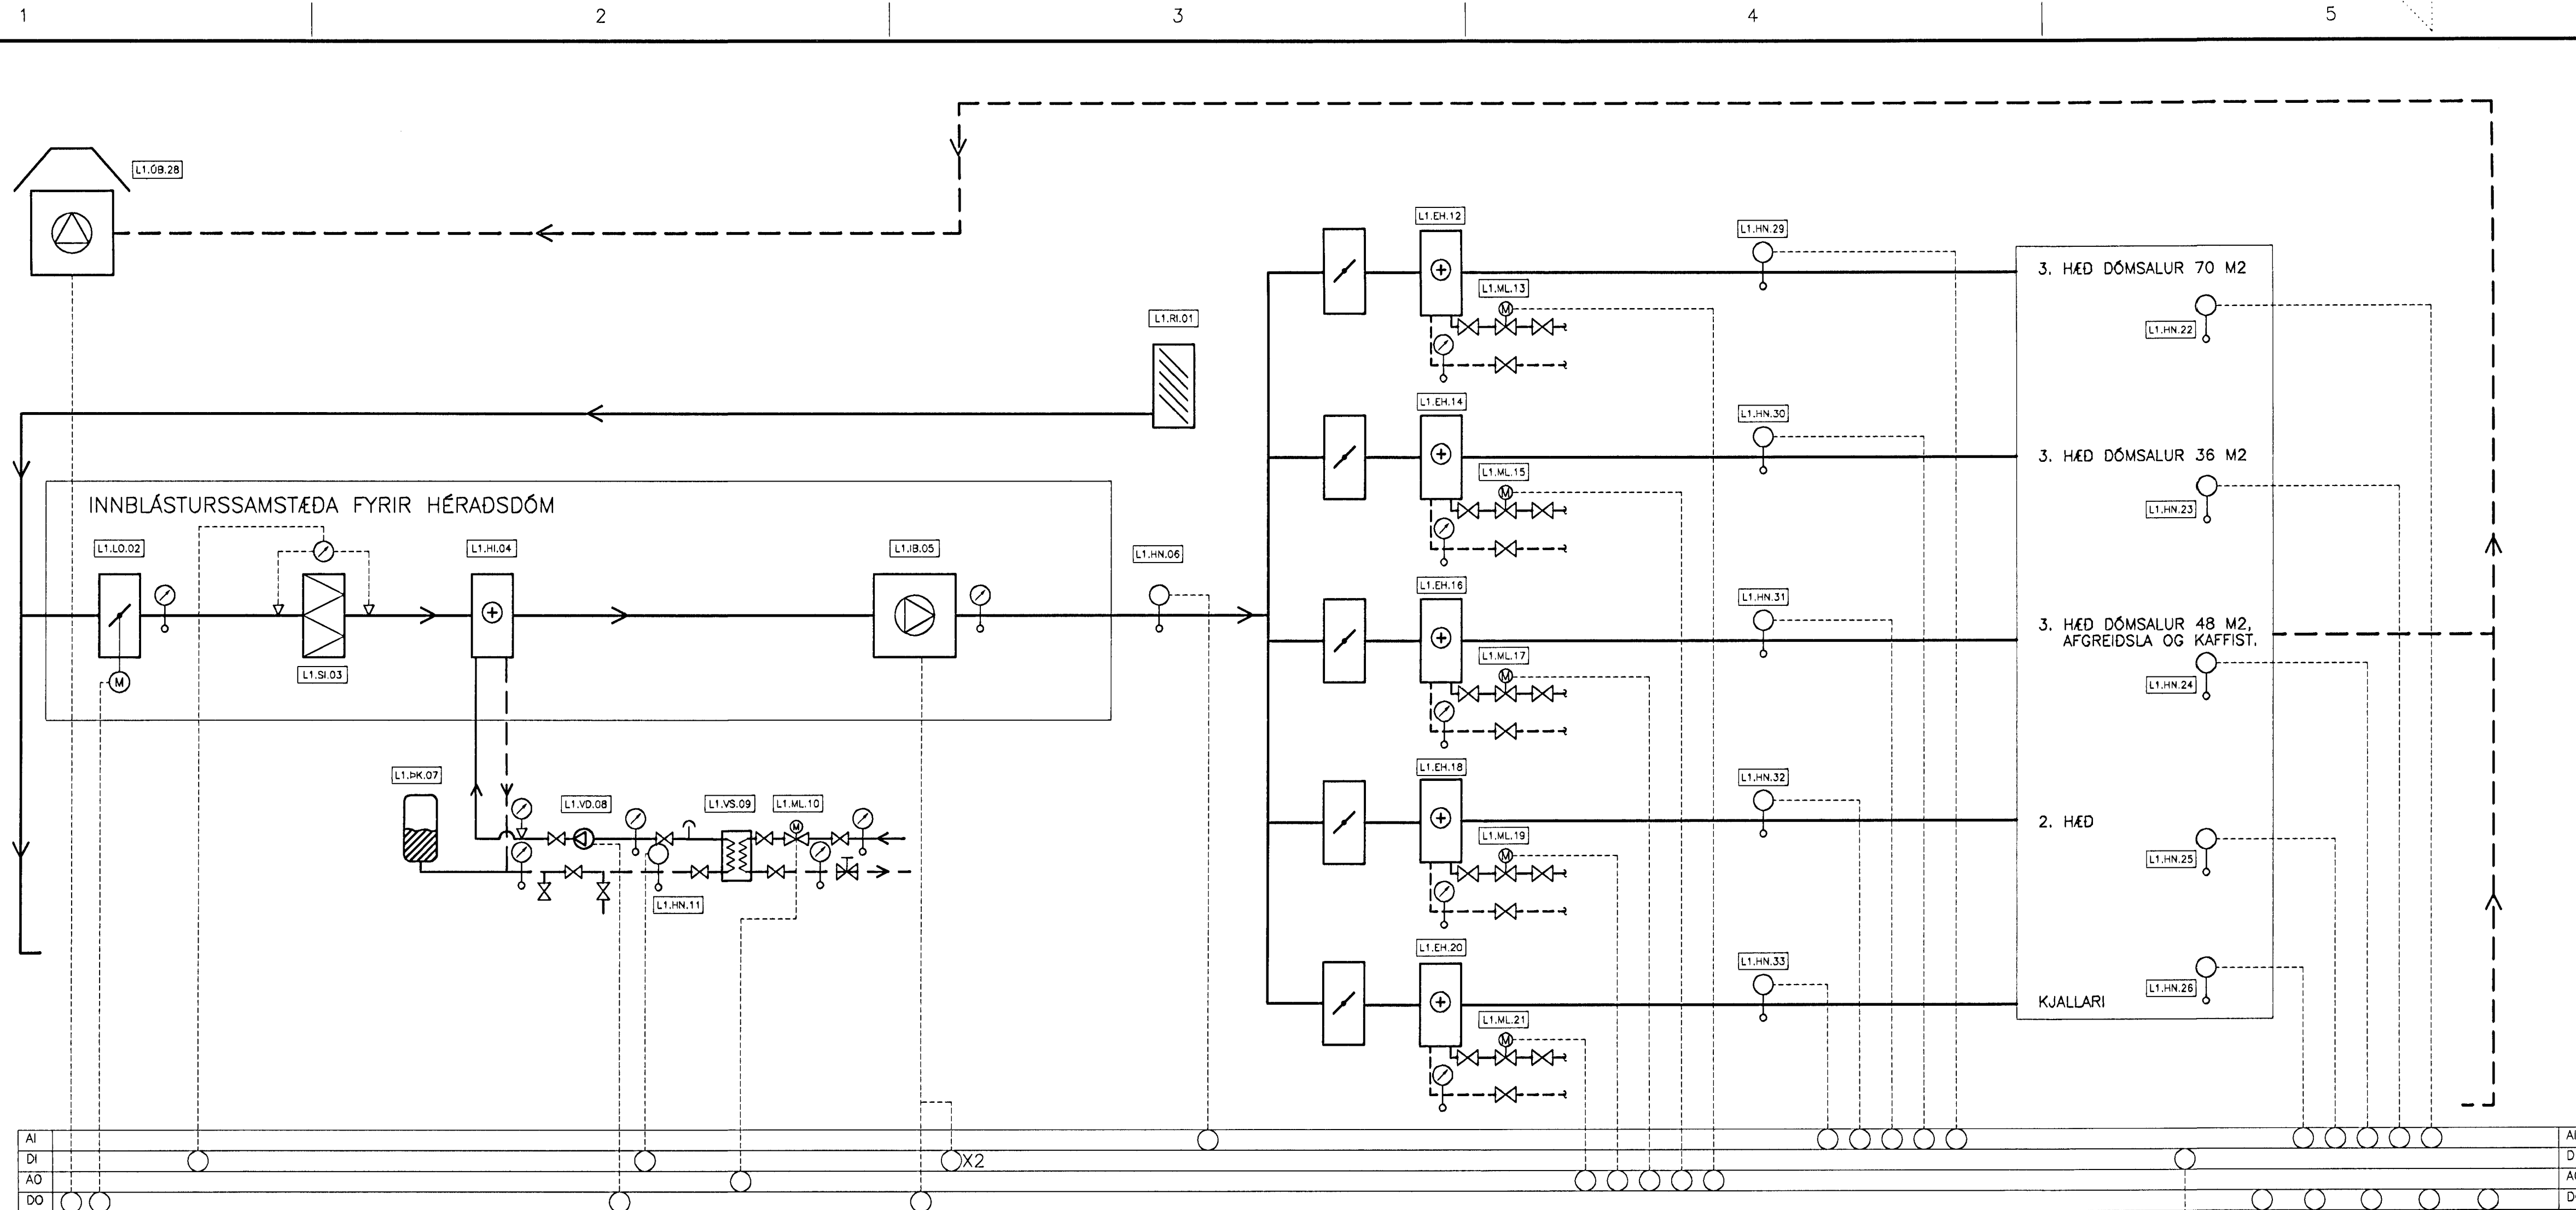 1 2 3 4 5
L1.ÓB.28
L1.EH.12
L1.HN.29
3. HÆÐ DÓMSALUR 70 M2
L1.ML.13
M
L1.HN.22
L1.RI.01
L1.EH.14
L1.HN.30
3. HÆÐ DÓMSALUR 36 M2
L1.ML.15
M
L1.HN.23
INNBLÁSTURSSAMSTÆÐA FYRIR HÉRAÐSDÓM
L1.LO.02
L1.HI.04
L1.IB.05
L1.HN.06
L1.SI.03
M
L1.EH.16
L1.HN.31
3. HÆÐ DÓMSALUR 48 M2,
AFGREIÐSLA OG KAFFIST.
L1.ML.17
M
L1.HN.24
L1.ÞK.07
L1.VD.08
L1.VS.09
L1.ML.10
M
L1.HN.11
L1.EH.18
L1.HN.32
2. HÆÐ
L1.ML.19
M
L1.HN.25
L1.EH.20
L1.HN.33
L1.HN.26
KJALLARI
L1.ML.21
M
AI
DI X2
AO
DO